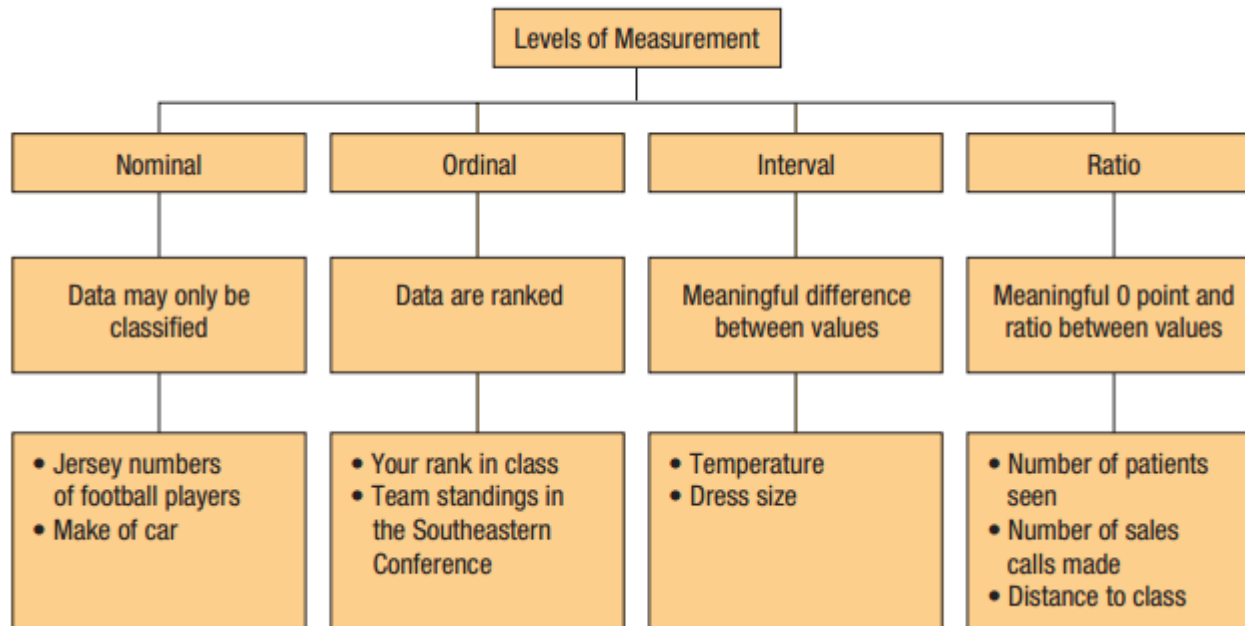 Levels of Measurement
Nominal
Ordinal
Interval
Ratio
Data may only be
classified
Data are ranked
Meaningful difference
between values
Meaningful 0 point and
ratio between values
• Jersey numbers
of football players
• Make of car
• Your rank in class
• Team standings in
the Southeastern
Conference
• Temperature
• Dress size
• Number of patients
seen
• Number of sales
calls made
• Distance to class